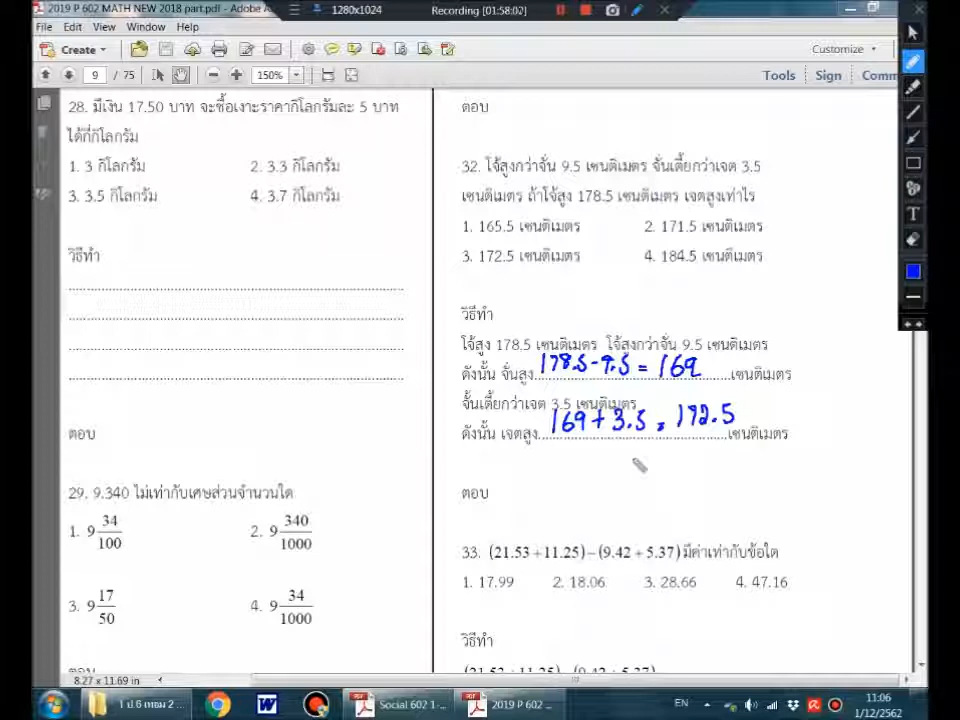 2019 P 602 MATH NEW 2018 part.pdf - Adobe A
1280x1024
Recording [01:58:02]
File Edit View Window Help
Create
Customize
9 / 75
150%
Tools Sign Comm
28. มีเงิน 17.50 บาท จะซื้อเงาะราคากิโลกรัมละ 5 บาท
ได้กี่กิโลกรัม
1. 3 กิโลกรัม 2. 3.3 กิโลกรัม
3. 3.5 กิโลกรัม 4. 3.7 กิโลกรัม
วิธีทำ
ตอบ
29. 9.340 ไม่เท่ากับเศษส่วนจำนวนใด
1. 9 34/100 2. 9 340/1000
3. 9 17/50 4. 9 34/1000
ตอบ
32. โจ้สูงกว่าจั่น 9.5 เซนติเมตร จั่นเตี้ยกว่าเจต 3.5
เซนติเมตร ถ้าโจ้สูง 178.5 เซนติเมตร เจตสูงเท่าไร
1. 165.5 เซนติเมตร 2. 171.5 เซนติเมตร
3. 172.5 เซนติเมตร 4. 184.5 เซนติเมตร
วิธีทำ
โจ้สูง 178.5 เซนติเมตร โจ้สูงกว่าจั่น 9.5 เซนติเมตร
ดังนั้น จั่นสูง 178.5 - 9.5 = 169 เซนติเมตร
จั่นเตี้ยกว่าเจต 3.5 เซนติเมตร
ดังนั้น เจตสูง 169 + 3.5 = 172.5 เซนติเมตร
ตอบ
33. (21.53+11.25)−(9.42+5.37) มีค่าเท่ากับข้อใด
1. 17.99 2. 18.06 3. 28.66 4. 47.16
วิธีทำ
(21.53+11.25)−(9.42+5.37)
8.27 x 11.69 in
1 ป.6 เทอม 2 ...
Social 602 1-...
2019 P 602 ...
EN
11:06
1/12/2562